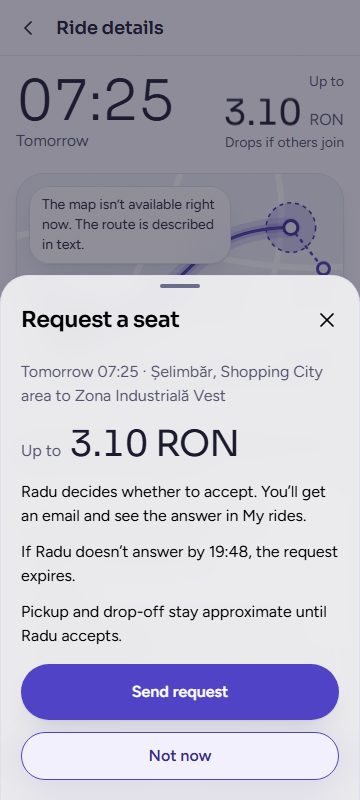 Ride details
07:25
Tomorrow
Up to
3.10 RON
Drops if others join
The map isn’t available right
now. The route is described
in text.
Request a seat
Tomorrow 07:25 · Șelimbăr, Shopping City
area to Zona Industrială Vest
Up to 3.10 RON
Radu decides whether to accept. You’ll get
an email and see the answer in My rides.
If Radu doesn’t answer by 19:48, the request
expires.
Pickup and drop-off stay approximate until
Radu accepts.
Send request
Not now